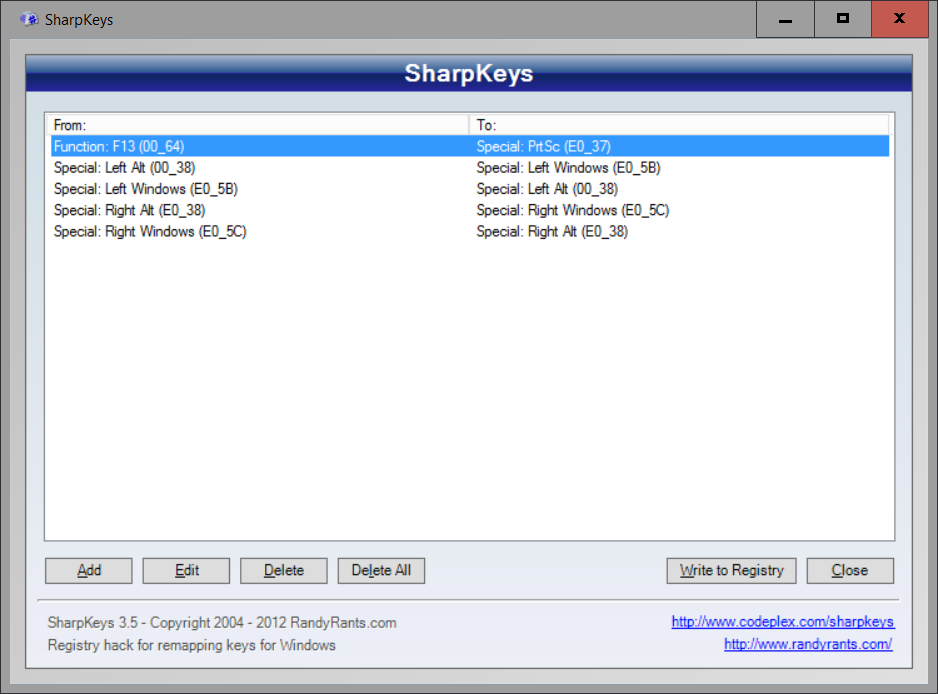 SharpKeys
SharpKeys
From: To:
Function: F13 (00_64) Special: PrtSc (E0_37)
Special: Left Alt (00_38) Special: Left Windows (E0_5B)
Special: Left Windows (E0_5B) Special: Left Alt (00_38)
Special: Right Alt (E0_38) Special: Right Windows (E0_5C)
Special: Right Windows (E0_5C) Special: Right Alt (E0_38)
Add Edit Delete Delete All Write to Registry Close
SharpKeys 3.5 - Copyright 2004 - 2012 RandyRants.com http://www.codeplex.com/sharpkeys
Registry hack for remapping keys for Windows http://www.randyrants.com/